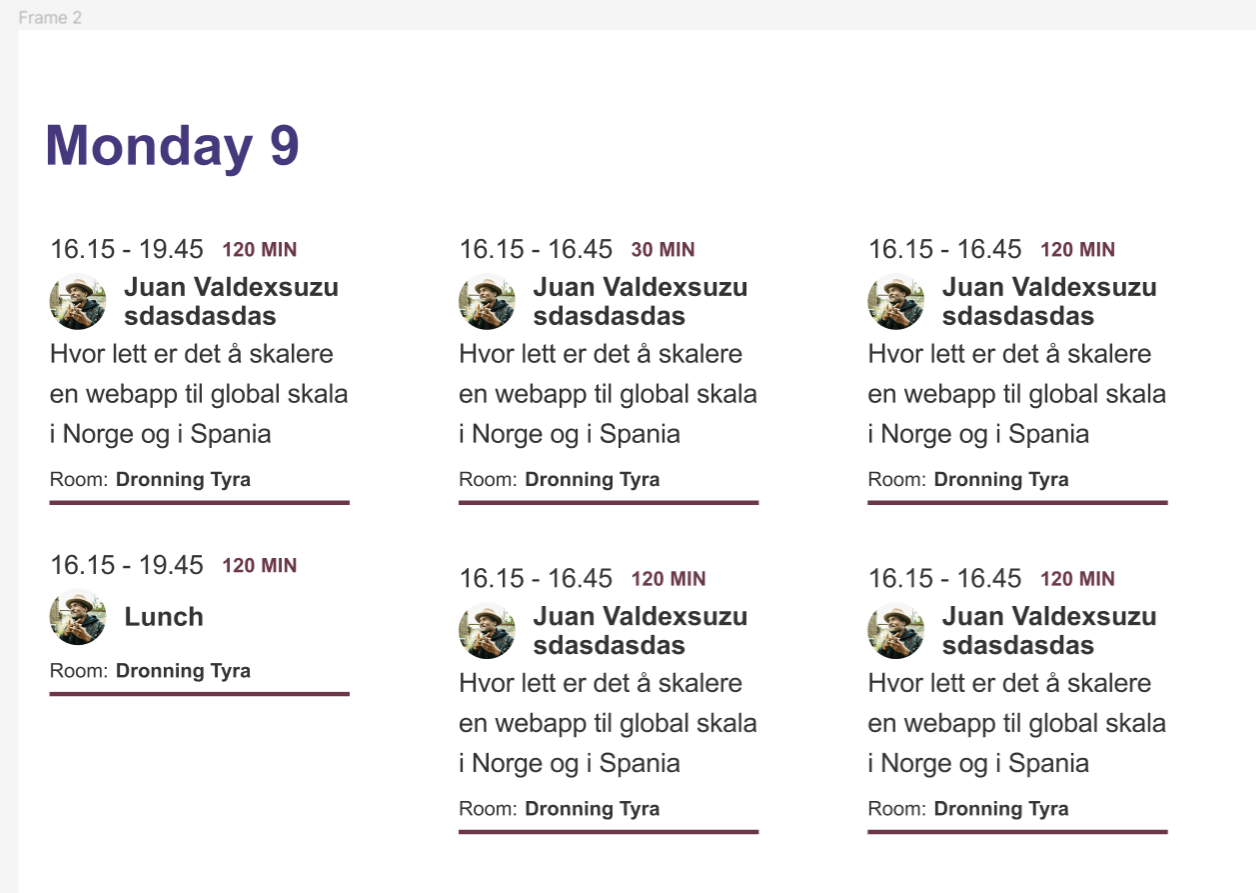 Frame 2
Monday 9
16.15 - 19.45 120 MIN
Juan Valdexsuzu
sdasdasdas
Hvor lett er det å skalere
en webapp til global skala
i Norge og i Spania
Room: Dronning Tyra
16.15 - 16.45 30 MIN
Juan Valdexsuzu
sdasdasdas
Hvor lett er det å skalere
en webapp til global skala
i Norge og i Spania
Room: Dronning Tyra
16.15 - 16.45 120 MIN
Juan Valdexsuzu
sdasdasdas
Hvor lett er det å skalere
en webapp til global skala
i Norge og i Spania
Room: Dronning Tyra
16.15 - 19.45 120 MIN
Lunch
Room: Dronning Tyra
16.15 - 16.45 120 MIN
Juan Valdexsuzu
sdasdasdas
Hvor lett er det å skalere
en webapp til global skala
i Norge og i Spania
Room: Dronning Tyra
16.15 - 16.45 120 MIN
Juan Valdexsuzu
sdasdasdas
Hvor lett er det å skalere
en webapp til global skala
i Norge og i Spania
Room: Dronning Tyra